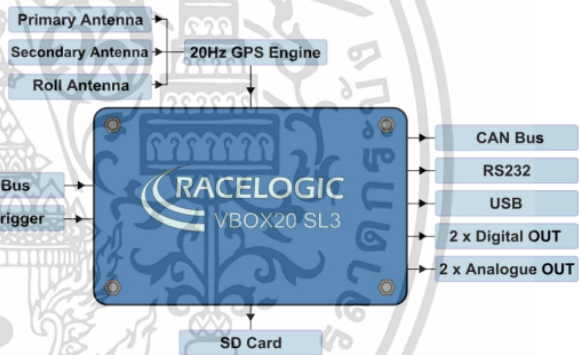 Primary Antenna
Secondary Antenna
20Hz GPS Engine
Roll Antenna
CAN Bus
RACELOGIC
RS232
Bus
VBOX20 SL3
USB
rigger
2 x Digital OUT
2 x Analogue OUT
SD Card